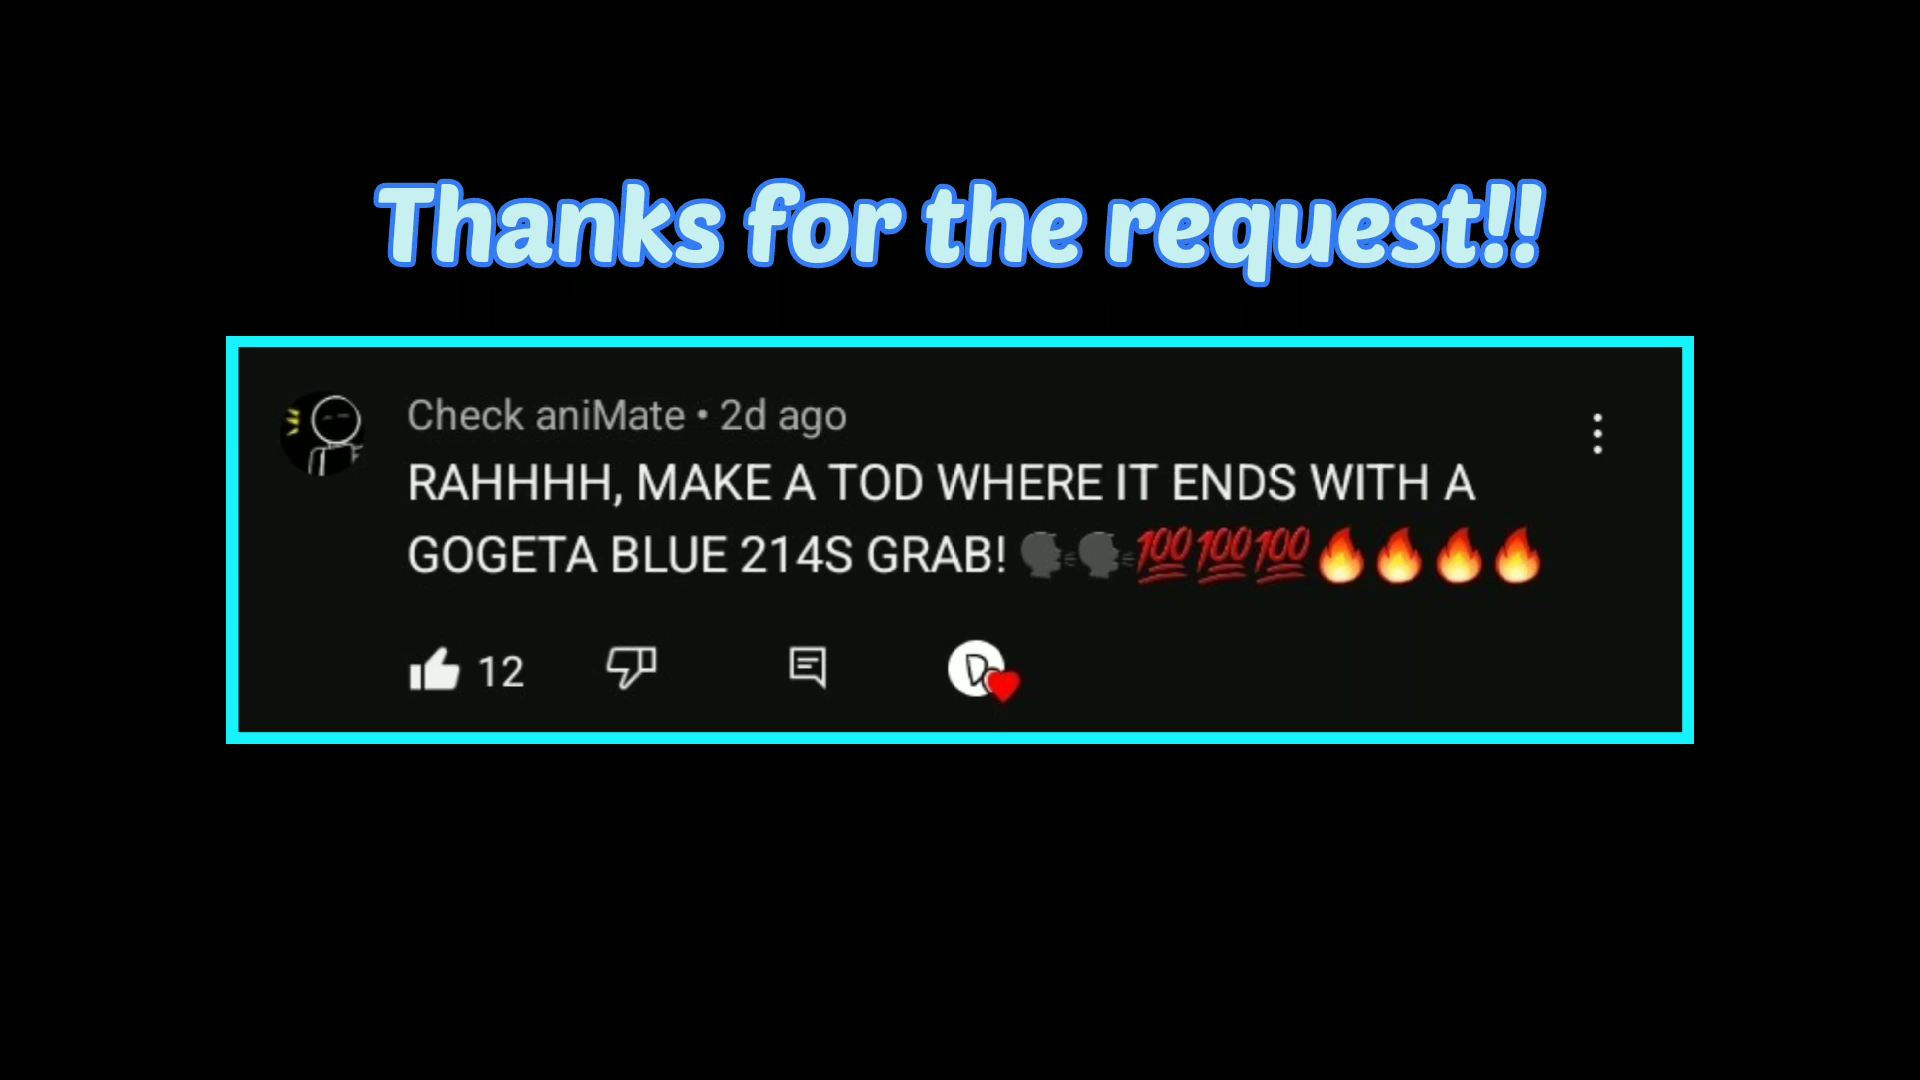 Thanks for the request!!
Check aniMate • 2d ago
RAHHHH, MAKE A TOD WHERE IT ENDS WITH A
GOGETA BLUE 214S GRAB! 🗣️🗣️💯💯💯🔥🔥🔥🔥
12